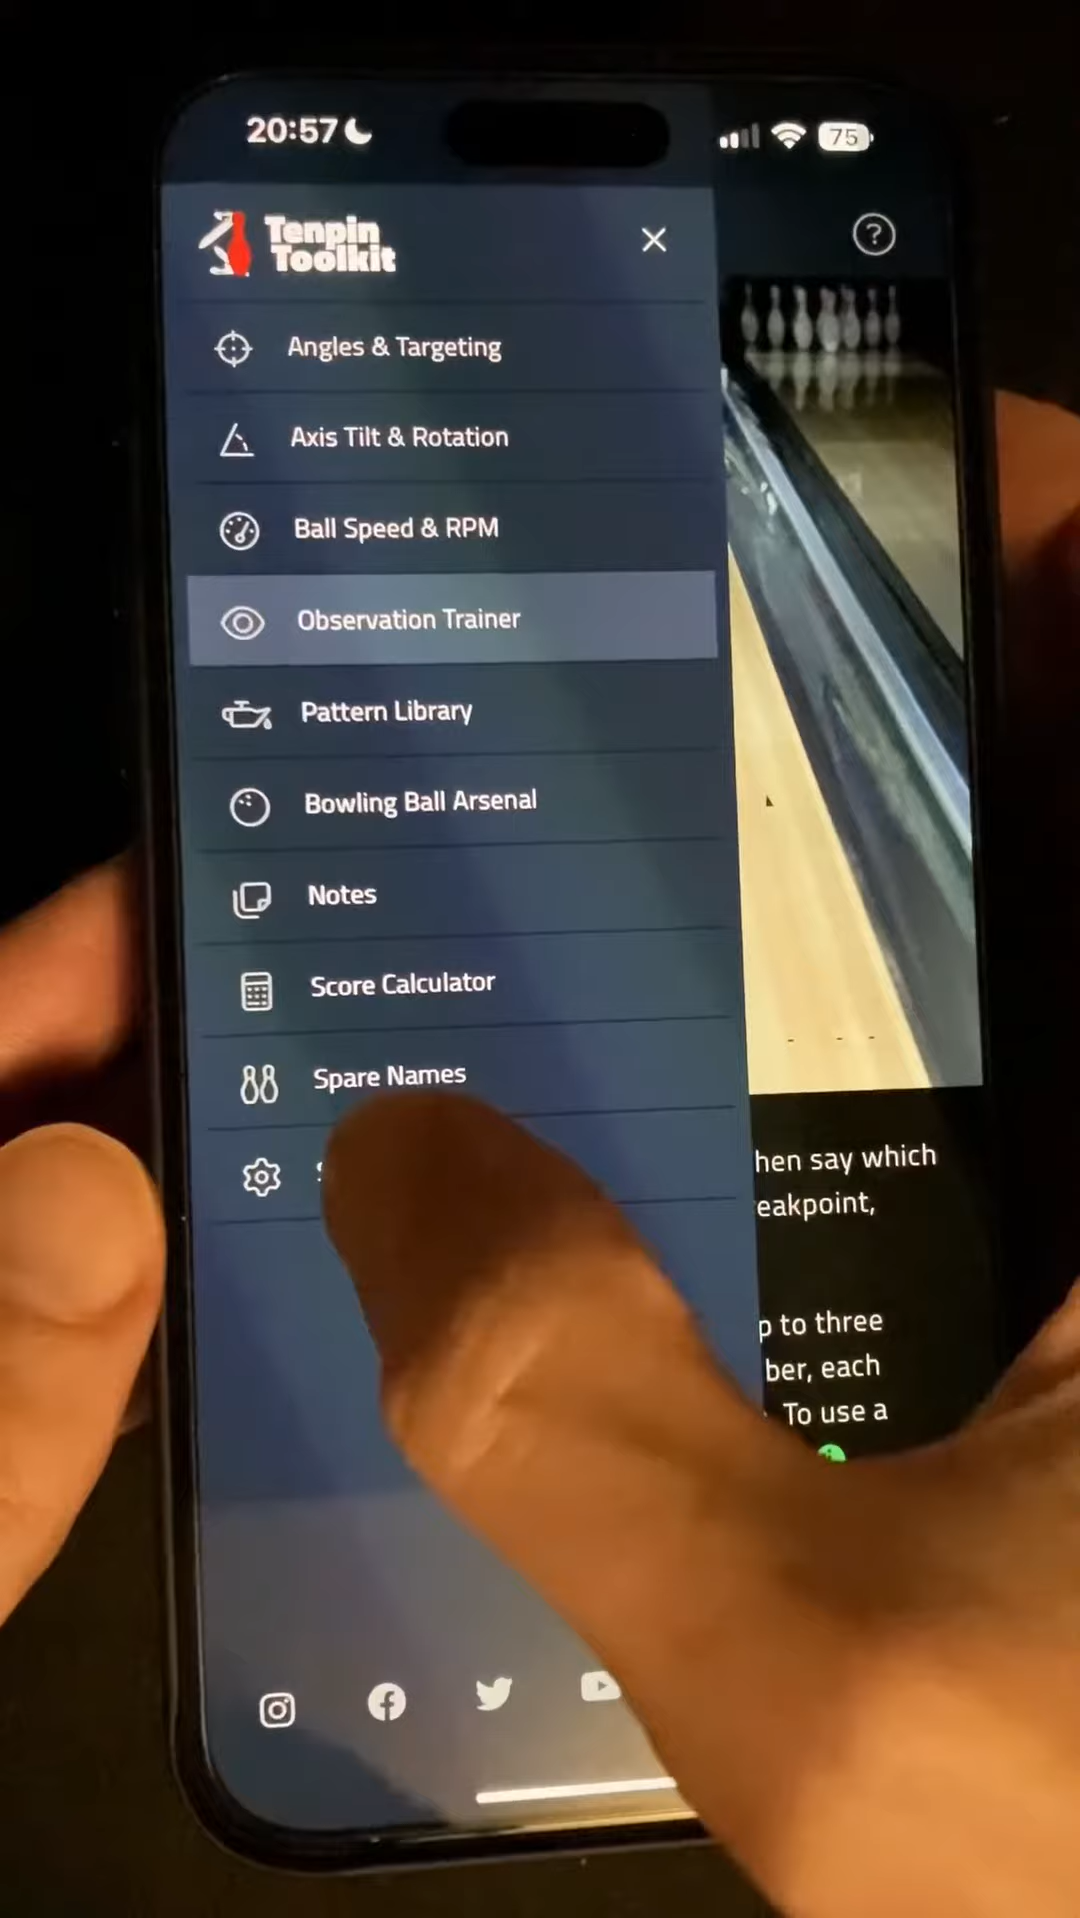 20:57
75
Tenpin
Toolkit
?
Angles & Targeting
Axis Tilt & Rotation
Ball Speed & RPM
Observation Trainer
Pattern Library
Bowling Ball Arsenal
Notes
Score Calculator
Spare Names
hen say which
eakpoint,
p to three
ber, each
To use a